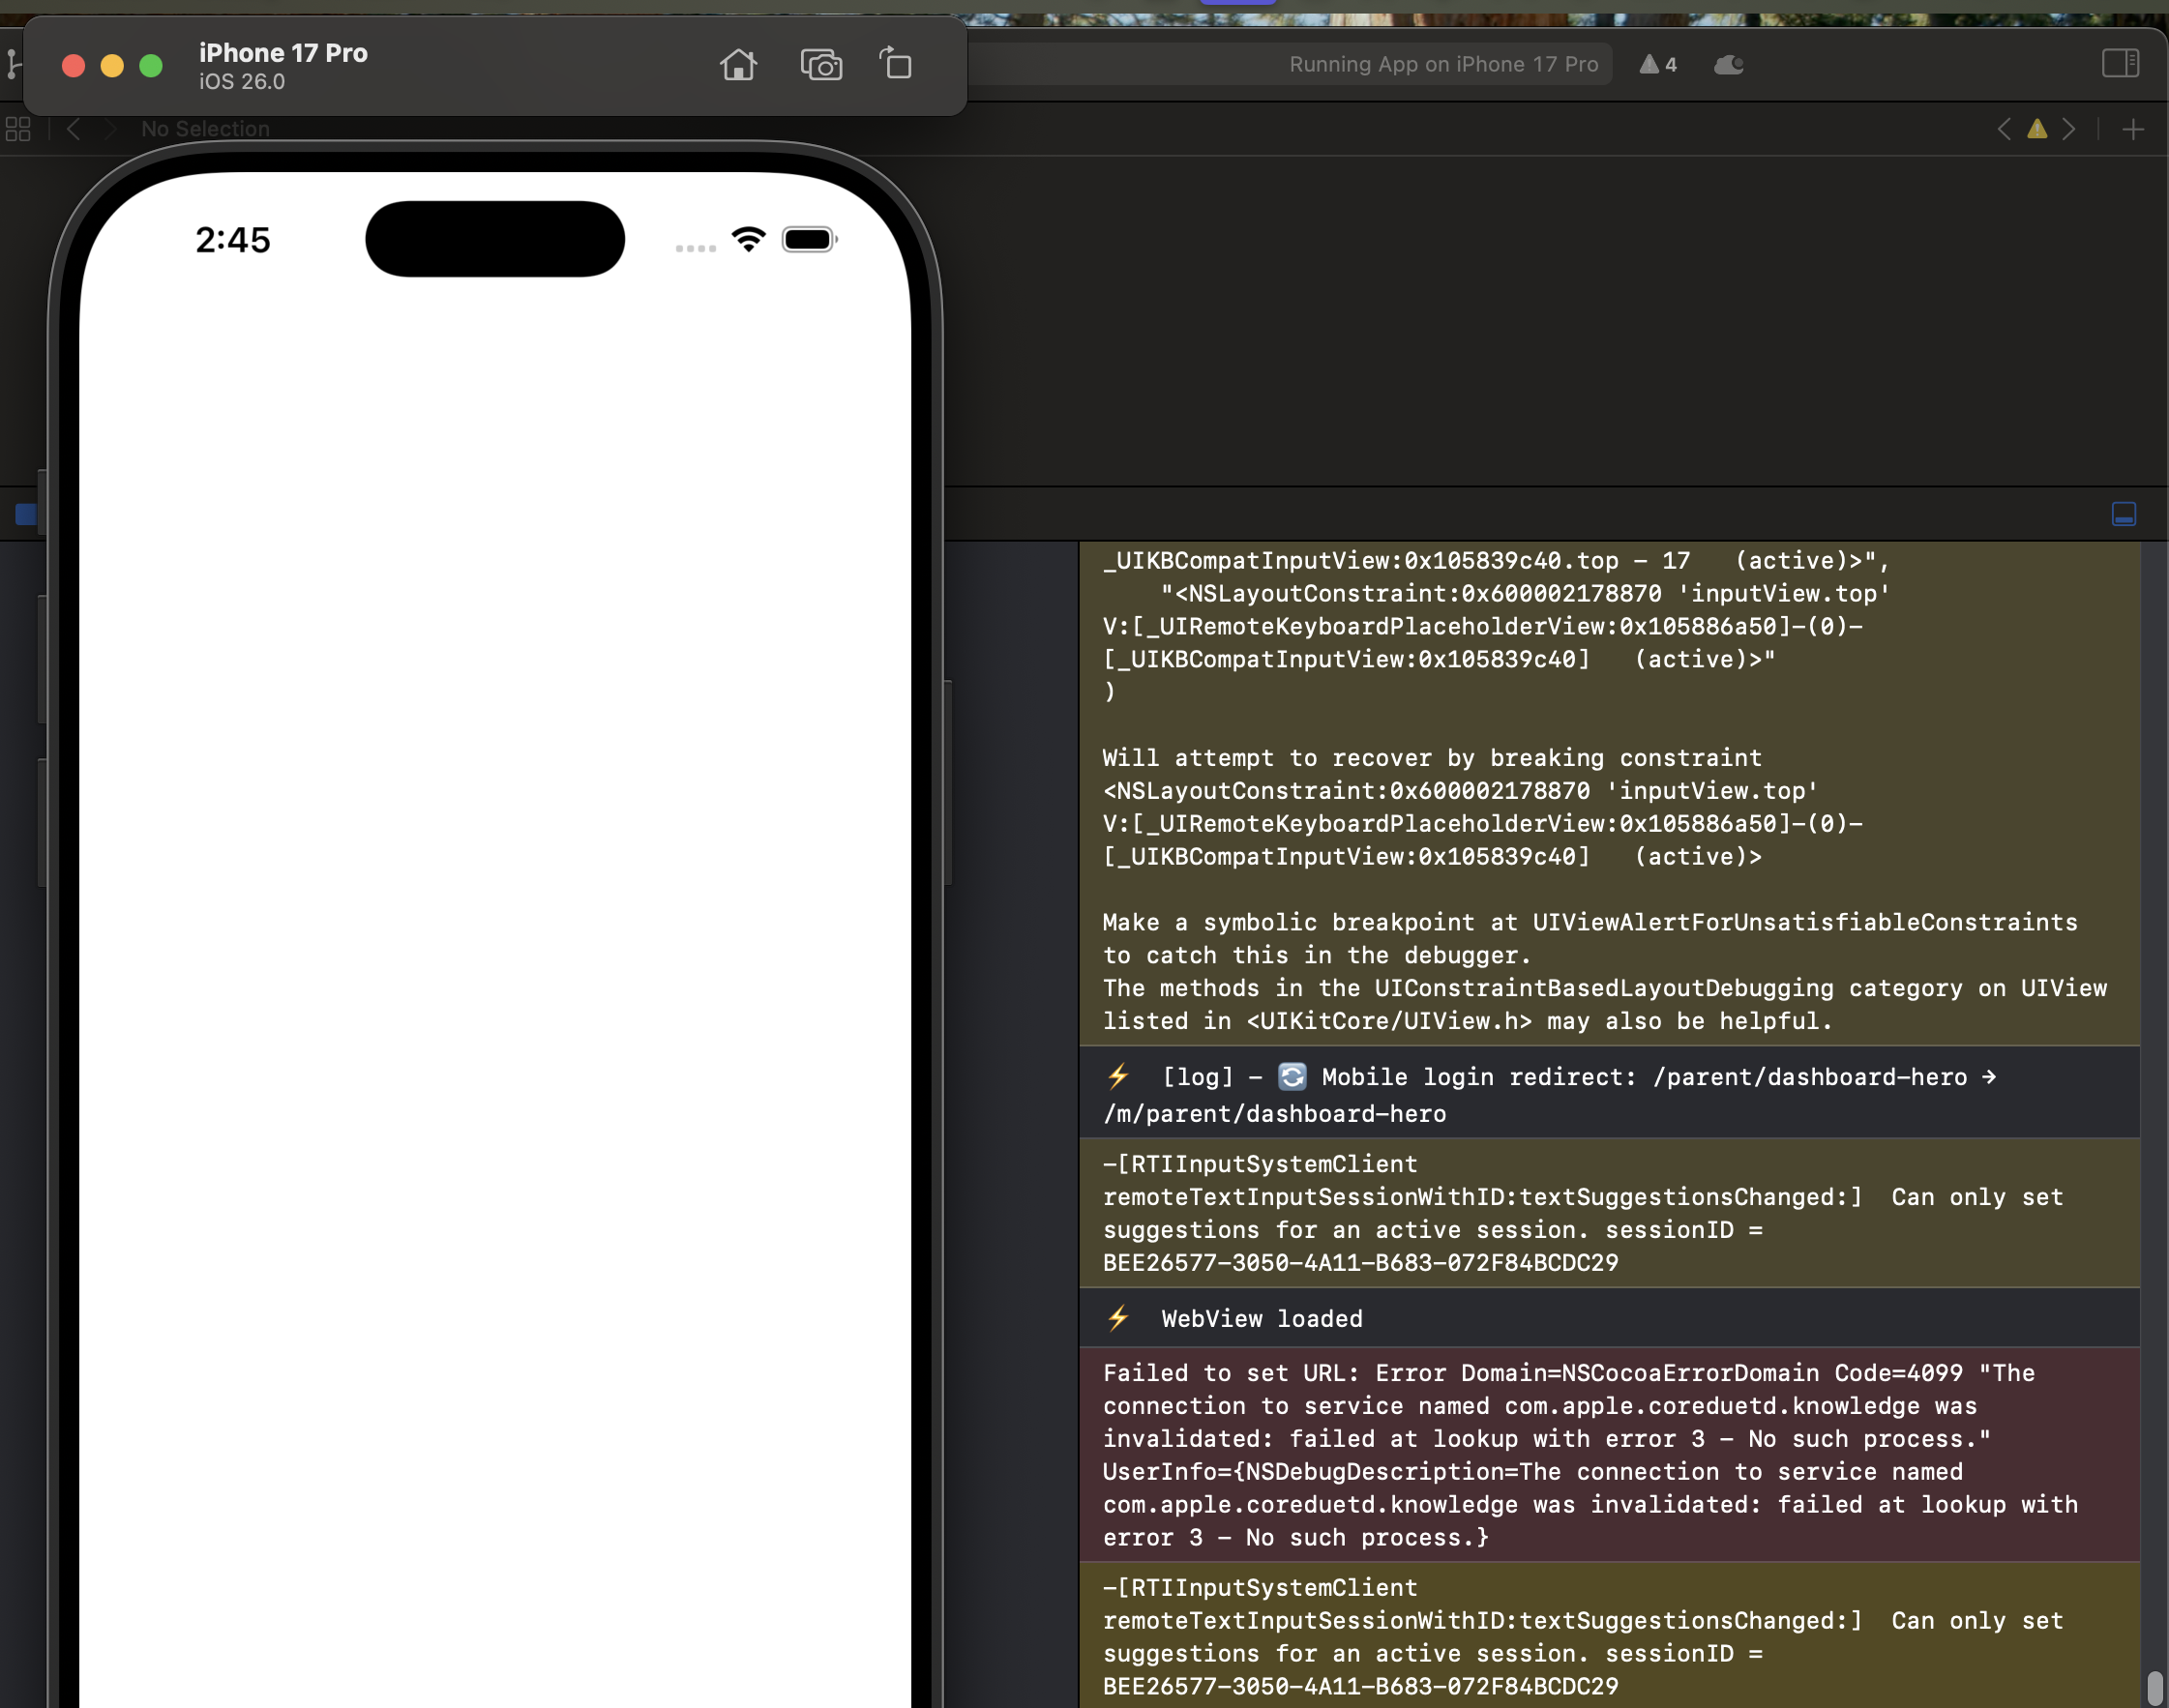 iPhone 17 Pro
iOS 26.0
Running App on iPhone 17 Pro
4
No Selection
2:45
_UIKBCompatInputView:0x105839c40.top - 17   (active)>",
    "<NSLayoutConstraint:0x600002178870 'inputView.top'
V:[_UIRemoteKeyboardPlaceholderView:0x105886a50]-(0)-
[_UIKBCompatInputView:0x105839c40]   (active)>"
)
Will attempt to recover by breaking constraint
<NSLayoutConstraint:0x600002178870 'inputView.top'
V:[_UIRemoteKeyboardPlaceholderView:0x105886a50]-(0)-
[_UIKBCompatInputView:0x105839c40]   (active)>
Make a symbolic breakpoint at UIViewAlertForUnsatisfiableConstraints
to catch this in the debugger.
The methods in the UIConstraintBasedLayoutDebugging category on UIView
listed in <UIKitCore/UIView.h> may also be helpful.
⚡️  [log] - 🔄 Mobile login redirect: /parent/dashboard-hero →
/m/parent/dashboard-hero
-[RTIInputSystemClient
remoteTextInputSessionWithID:textSuggestionsChanged:]  Can only set
suggestions for an active session. sessionID =
BEE26577-3050-4A11-B683-072F84BCDC29
⚡️  WebView loaded
Failed to set URL: Error Domain=NSCocoaErrorDomain Code=4099 "The
connection to service named com.apple.coreduetd.knowledge was
invalidated: failed at lookup with error 3 - No such process."
UserInfo={NSDebugDescription=The connection to service named
com.apple.coreduetd.knowledge was invalidated: failed at lookup with
error 3 - No such process.}
-[RTIInputSystemClient
remoteTextInputSessionWithID:textSuggestionsChanged:]  Can only set
suggestions for an active session. sessionID =
BEE26577-3050-4A11-B683-072F84BCDC29